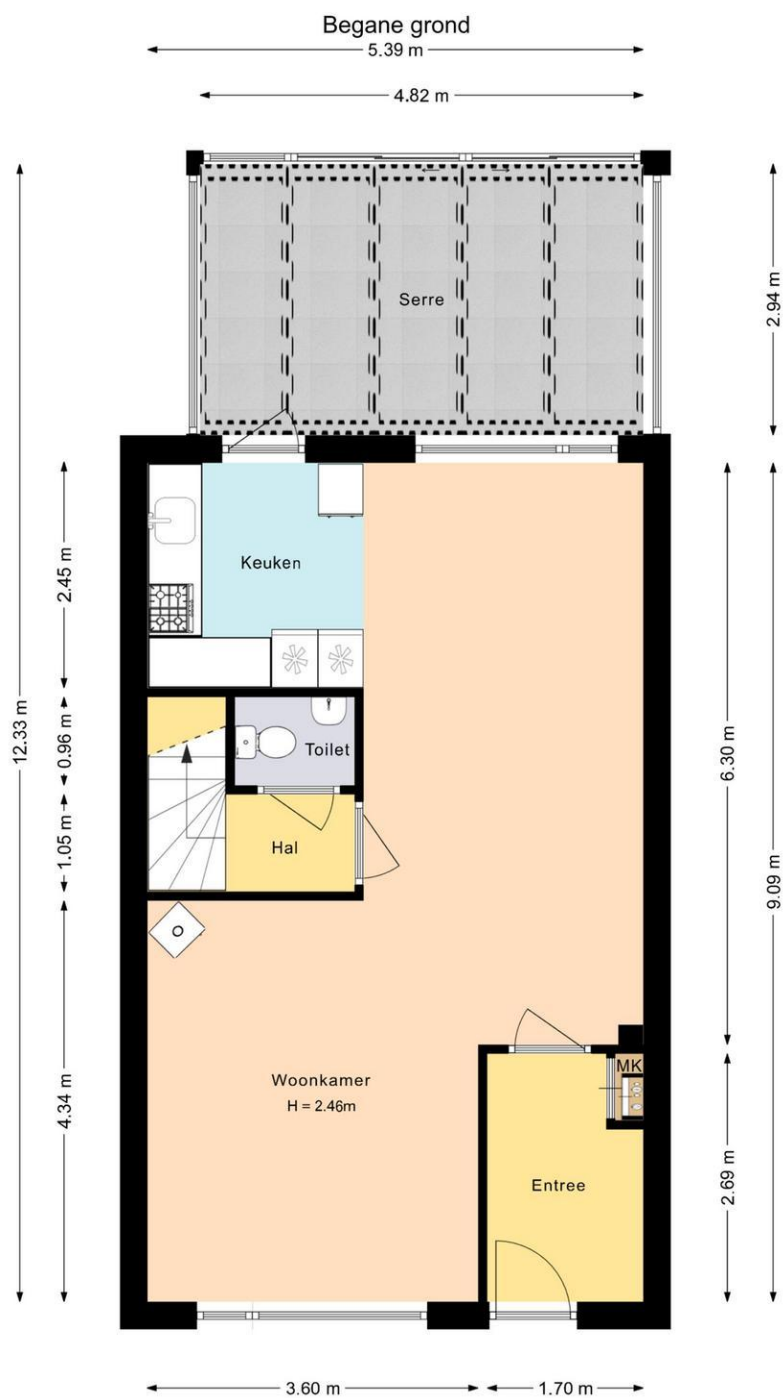 Begane grond
5.39 m
4.82 m
2.94 m
Serre
12.33 m
2.45 m
Keuken
6.30 m
9.09 m
0.96 m
Toilet
1.05 m
Hal
4.34 m
Woonkamer
H = 2.46m
MK
2.69 m
Entree
3.60 m
1.70 m